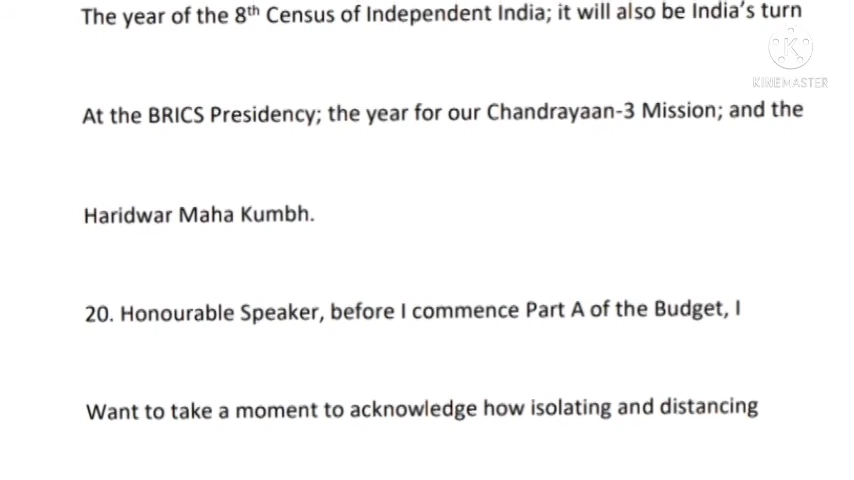 The year of the 8th Census of Independent India; it will also be India's turn
KINEMASTER
At the BRICS Presidency; the year for our Chandrayaan-3 Mission; and the
Haridwar Maha Kumbh.
20. Honourable Speaker, before I commence Part A of the Budget, I
Want to take a moment to acknowledge how isolating and distancing